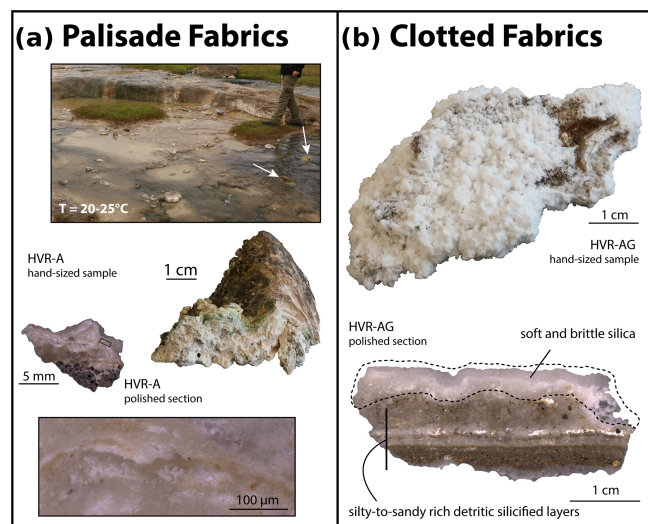 (a) Palisade Fabrics
T = 20-25°C
HVR-A
hand-sized sample
1 cm
5 mm
HVR-A
polished section
100 µm
(b) Clotted Fabrics
1 cm
HVR-AG
hand-sized sample
HVR-AG
polished section
soft and brittle silica
silty-to-sandy rich detritic silicified layers
1 cm